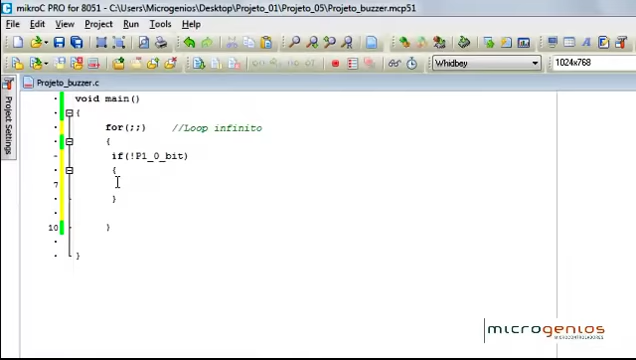 mikroC PRO for 8051 - C:\Users\Microgenios\Desktop\Projeto_01\Projeto_05\Projeto_buzzer.mcp51
File Edit View Project Run Tools Help
Whidbey 1024x768
Projeto_buzzer.c
Project Settings
void main()
{
for(;;) //Loop infinito
{
if(!P1_0_bit)
{
7
}
10 }
}
microgenios
MICROCONTROLADORES